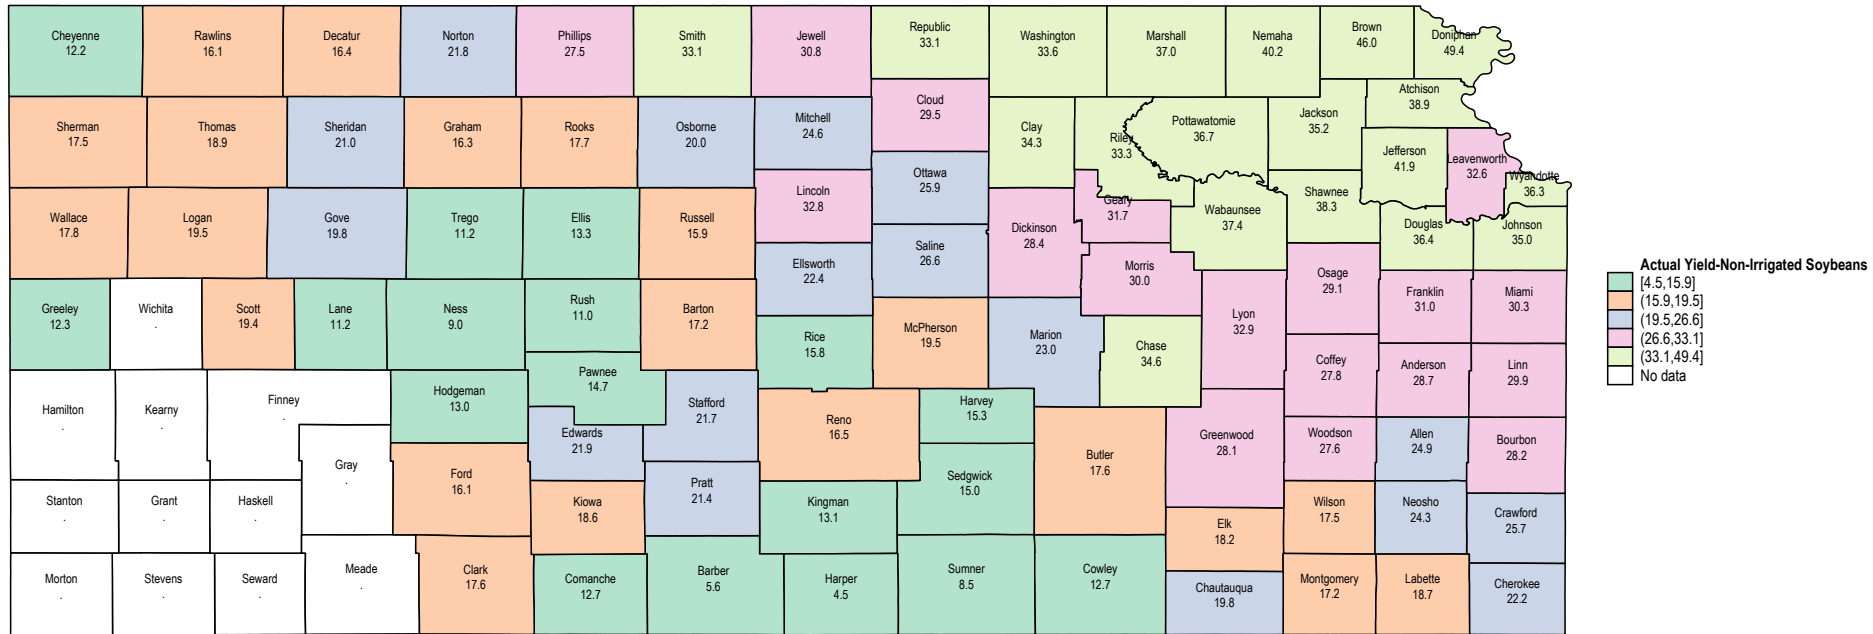 Cheyenne
12.2
Rawlins
16.1
Decatur
16.4
Norton
21.8
Phillips
27.5
Smith
33.1
Jewell
30.8
Republic
33.1
Washington
33.6
Marshall
37.0
Nemaha
40.2
Brown
46.0
Doniphan
49.4
Sherman
17.5
Thomas
18.9
Sheridan
21.0
Graham
16.3
Rooks
17.7
Osborne
20.0
Mitchell
24.6
Cloud
29.5
Clay
34.3
Riley
33.3
Pottawatomie
36.7
Jackson
35.2
Atchison
38.9
Jefferson
41.9
Leavenworth
32.6
Wyandotte
36.3
Wallace
17.8
Logan
19.5
Gove
19.8
Trego
11.2
Ellis
13.3
Russell
15.9
Lincoln
32.8
Ottawa
25.9
Saline
26.6
Dickinson
28.4
Geary
31.7
Wabaunsee
37.4
Shawnee
38.3
Douglas
36.4
Johnson
35.0
Ellsworth
22.4
Morris
30.0
Osage
29.1
Franklin
31.0
Miami
30.3
Greeley
12.3
Wichita
.
Scott
19.4
Lane
11.2
Ness
9.0
Rush
11.0
Barton
17.2
Rice
15.8
McPherson
19.5
Marion
23.0
Chase
34.6
Lyon
32.9
Coffey
27.8
Anderson
28.7
Linn
29.9
Hamilton
.
Kearny
.
Finney
.
Hodgeman
13.0
Pawnee
14.7
Stafford
21.7
Edwards
21.9
Reno
16.5
Harvey
15.3
Butler
17.6
Greenwood
28.1
Woodson
27.6
Allen
24.9
Bourbon
28.2
Gray
.
Ford
16.1
Kiowa
18.6
Pratt
21.4
Kingman
13.1
Sedgwick
15.0
Elk
18.2
Wilson
17.5
Neosho
24.3
Crawford
25.7
Stanton
.
Grant
.
Haskell
.
Morton
.
Stevens
.
Seward
.
Meade
.
Clark
17.6
Comanche
12.7
Barber
5.6
Harper
4.5
Sumner
8.5
Cowley
12.7
Chautauqua
19.8
Montgomery
17.2
Labette
18.7
Cherokee
22.2
Actual Yield-Non-Irrigated Soybeans
[4.5,15.9]
(15.9,19.5]
(19.5,26.6]
(26.6,33.1]
(33.1,49.4]
No data